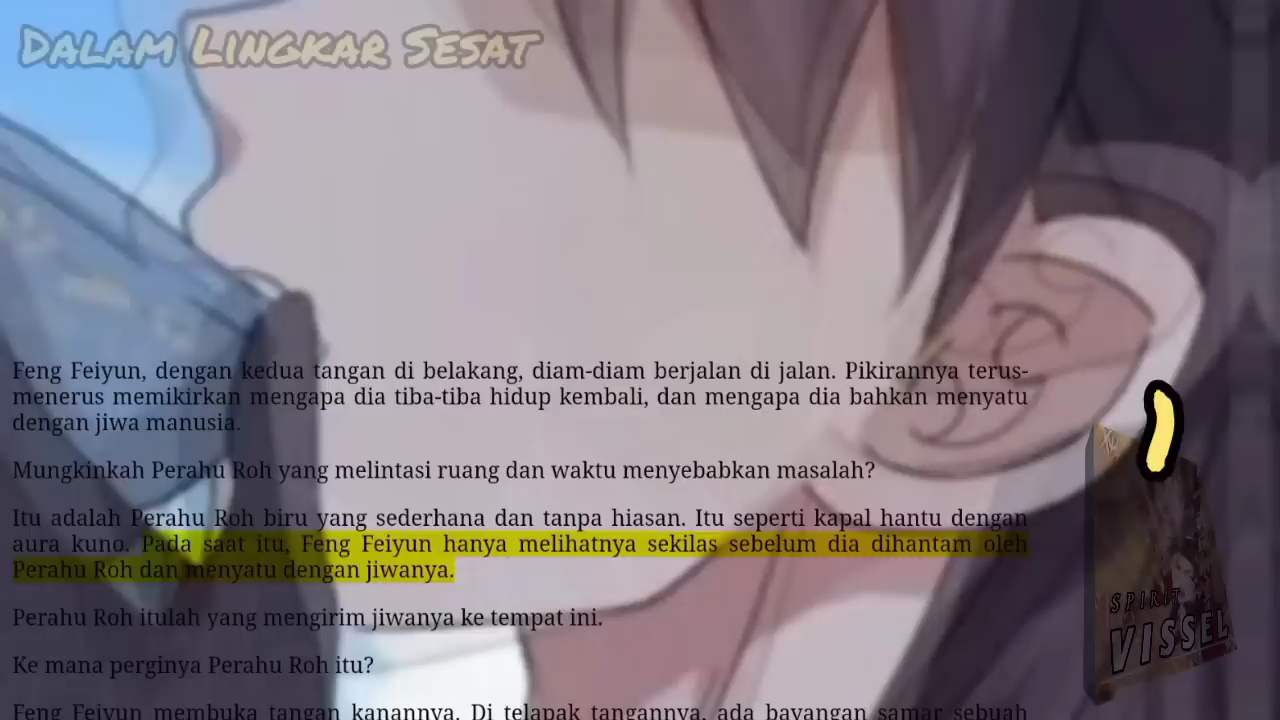 DALAM LINGKAR SESAT
Feng Feiyun, dengan kedua tangan di belakang, diam-diam berjalan di jalan. Pikirannya terus-
menerus memikirkan mengapa dia tiba-tiba hidup kembali, dan mengapa dia bahkan menyatu
dengan jiwa manusia.
Mungkinkah Perahu Roh yang melintasi ruang dan waktu menyebabkan masalah?
Itu adalah Perahu Roh biru yang sederhana dan tanpa hiasan. Itu seperti kapal hantu dengan
aura kuno. Pada saat itu, Feng Feiyun hanya melihatnya sekilas sebelum dia dihantam oleh
Perahu Roh dan menyatu dengan jiwanya.
Perahu Roh itulah yang mengirim jiwanya ke tempat ini.
Ke mana perginya Perahu Roh itu?
Feng Feiyun membuka tangan kanannya. Di telapak tangannya, ada bayangan samar sebuah
1
SPIRIT
VISSEL